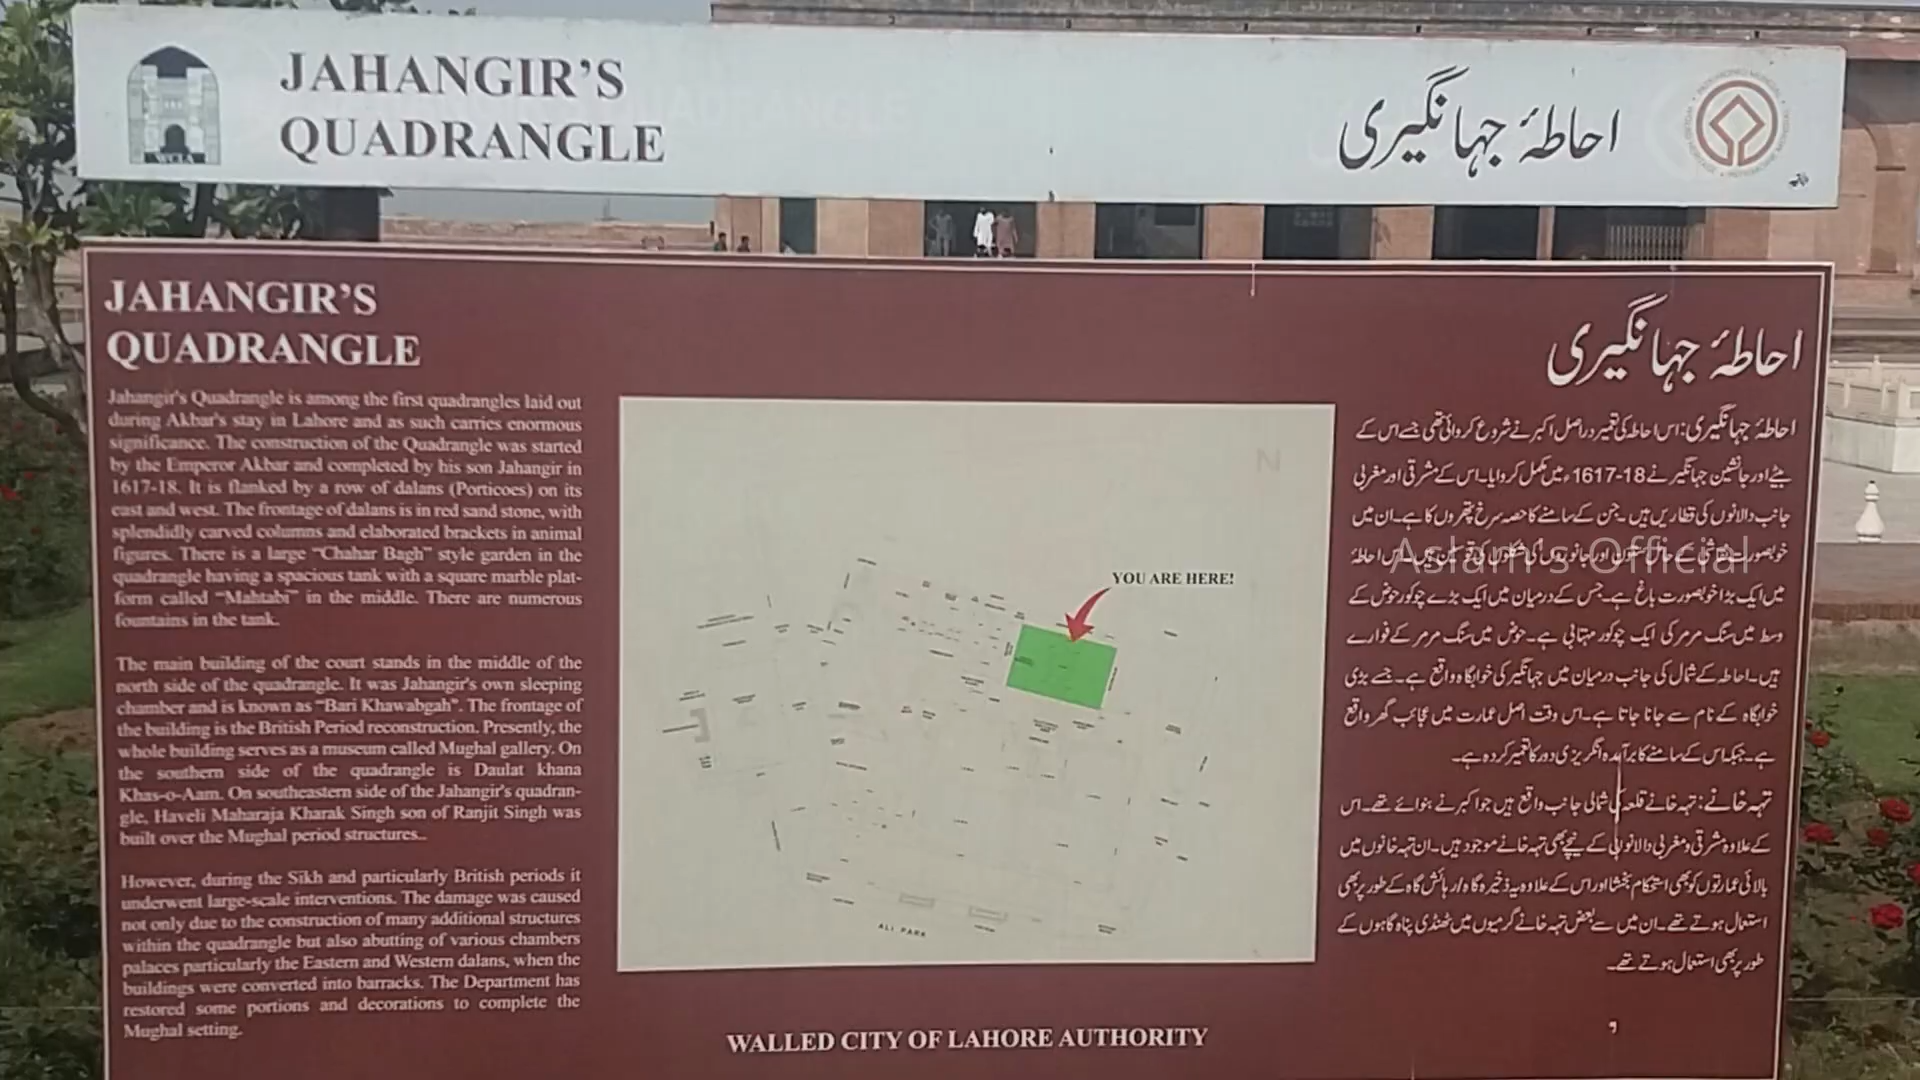 JAHANGIR'S
QUADRANGLE
احاطۂ جہانگیری
WCLA
JAHANGIR'S
QUADRANGLE
Jahangir's Quadrangle is among the first quadrangles laid out
during Akbar's stay in Lahore and as such carries enormous
significance. The construction of the Quadrangle was started
by the Emperor Akbar and completed by his son Jahangir in
1617-18. It is flanked by a row of dalans (Porticoes) on its
east and west. The frontage of dalans is in red sand stone, with
splendidly carved columns and elaborated brackets in animal
figures. There is a large "Chahar Bagh" style garden in the
quadrangle having a spacious tank with a square marble plat-
form called "Mahtabi" in the middle. There are numerous
fountains in the tank.
The main building of the court stands in the middle of the
north side of the quadrangle. It was Jahangir's own sleeping
chamber and is known as "Bari Khawabgah". The frontage of
the building is the British Period reconstruction. Presently, the
whole building serves as a museum called Mughal gallery. On
the southern side of the quadrangle is Daulat khana
Khas-o-Aam. On southeastern side of the Jahangir's quadran-
gle, Haveli Maharaja Kharak Singh son of Ranjit Singh was
built over the Mughal period structures..
However, during the Sikh and particularly British periods it
underwent large-scale interventions. The damage was caused
not only due to the construction of many additional structures
within the quadrangle but also abutting of various chambers
palaces particularly the Eastern and Western dalans, when the
buildings were converted into barracks. The Department has
restored some portions and decorations to complete the
Mughal setting.
N
YOU ARE HERE!
ALI PARK
WALLED CITY OF LAHORE AUTHORITY
احاطۂ جہانگیری
احاطۂ جہانگیری: اس احاطہ کی تعمیر دراصل اکبر نے شروع کروائی تھی جسے اس کے
بیٹے اور جانشین جہانگیر نے 18-1617ء میں مکمل کروایا۔ اس کے مشرقی اور مغربی
جانب دالانوں کی قطاریں ہیں۔ جن کے سامنے کا حصہ سرخ پتھروں کا ہے۔ ان میں
خوبصورت نقاشی کے حامل ستون اور جانوروں کی شکلوں کی ہیں۔ اس احاطۂ
میں ایک بڑا خوبصورت باغ ہے۔ جس کے درمیان میں ایک بڑے چوکور حوض کے
وسط میں سنگ مرمر کی ایک چوکور مہتابی ہے۔ حوض میں سنگ مرمر کے فوارے
ہیں۔ احاطہ کے شمال کی جانب درمیان میں جہانگیر کی خوابگاہ واقع ہے۔ جسے بڑی
خوابگاہ کے نام سے جانا جاتا ہے۔ اس وقت اصل عمارت میں عجائب گھر واقع
ہے۔ جبکہ اس کے سامنے کا برآمدہ انگریزی دور کا تعمیر کردہ ہے۔
تہہ خانے: تہہ خانے قلعہ کی شمالی جانب واقع ہیں جو اکبر نے بنوائے تھے۔ اس
کے علاوہ مشرقی و مغربی دالانوں کے نیچے بھی تہہ خانے موجود ہیں۔ ان تہہ خانوں میں
بالائی عمارتوں کو بھی استحکام بخشا اور اس کے علاوہ یہ ذخیرہ گاہ / رہائش گاہ کے طور پر بھی
استعمال ہوتے تھے۔ ان میں سے بعض تہہ خانے گرمیوں میں ٹھنڈی پناہ گاہوں کے
طور پر بھی استعمال ہوتے تھے۔
Aslam's Official